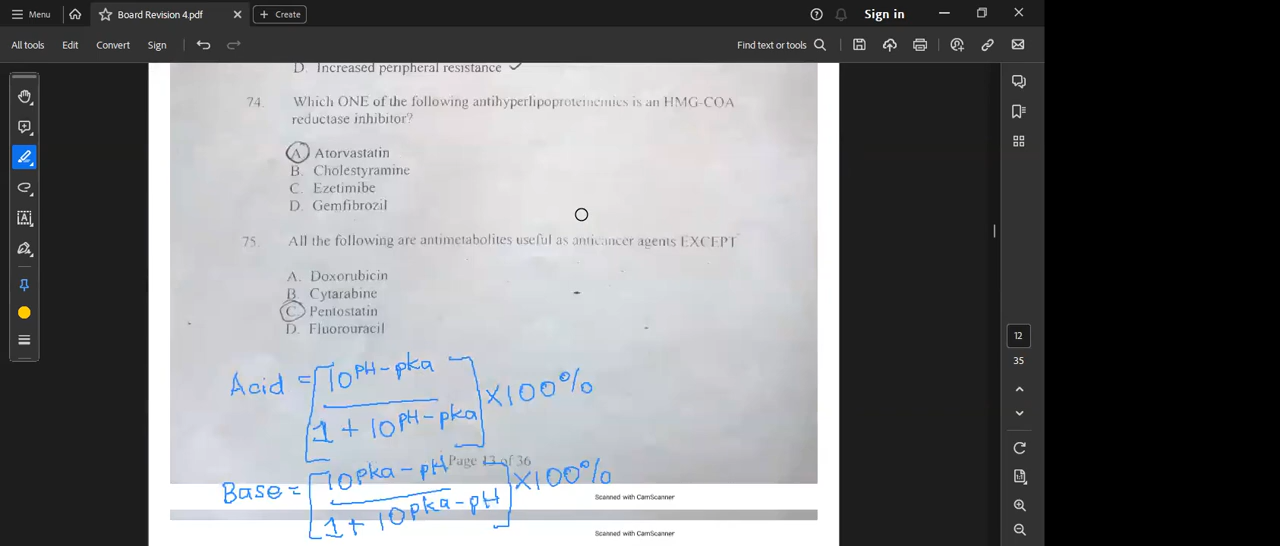 Menu
Board Revision 4.pdf
Create
Sign in
All tools Edit Convert Sign
Find text or tools
D. Increased peripheral resistance
74. Which ONE of the following antihyperlipoproteinemics is an HMG-COA
reductase inhibitor?
A. Atorvastatin
B. Cholestyramine
C. Ezetimibe
D. Gemfibrozil
75. All the following are antimetabolites useful as anticancer agents EXCEPT
A. Doxorubicin
B. Cytarabine
C. Pentostatin
D. Fluorouracil
Acid = [10^pH-pka / 1 + 10^pH-pka] ×100%
Page 13 of 36
Base = [10^pka-pH / 1 + 10^pka-pH] ×100%
Scanned with CamScanner
Scanned with CamScanner
12
35